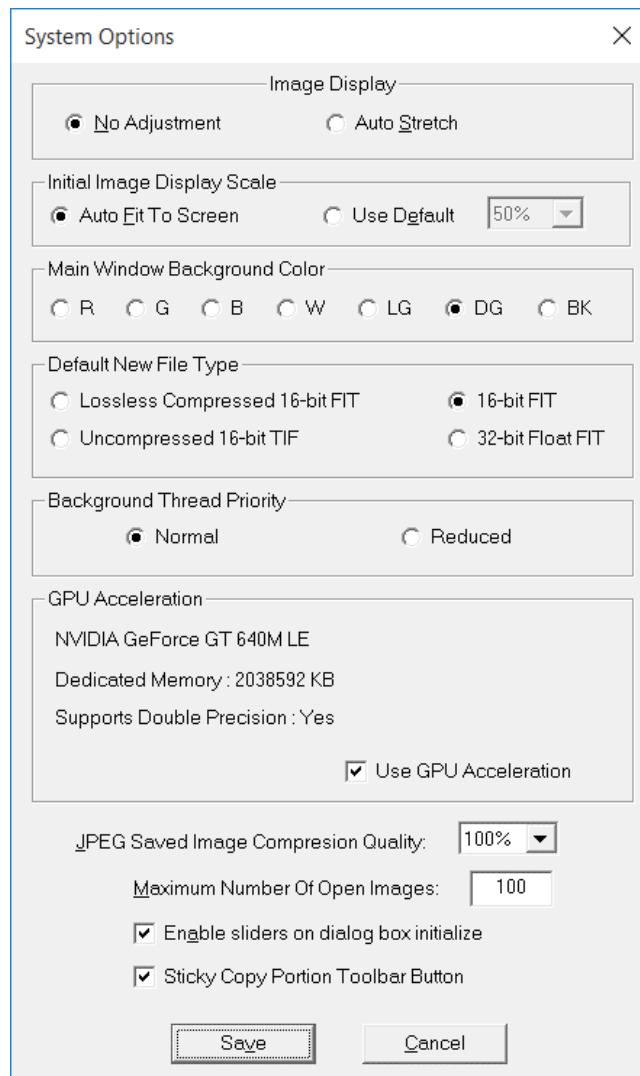 System Options
Image Display
No Adjustment Auto Stretch
Initial Image Display Scale
Auto Fit To Screen Use Default 50%
Main Window Background Color
R G B W LG DG BK
Default New File Type
Lossless Compressed 16-bit FIT 16-bit FIT
Uncompressed 16-bit TIF 32-bit Float FIT
Background Thread Priority
Normal Reduced
GPU Acceleration
NVIDIA GeForce GT 640M LE
Dedicated Memory : 2038592 KB
Supports Double Precision : Yes
Use GPU Acceleration
JPEG Saved Image Compresion Quality: 100%
Maximum Number Of Open Images: 100
Enable sliders on dialog box initialize
Sticky Copy Portion Toolbar Button
Save Cancel